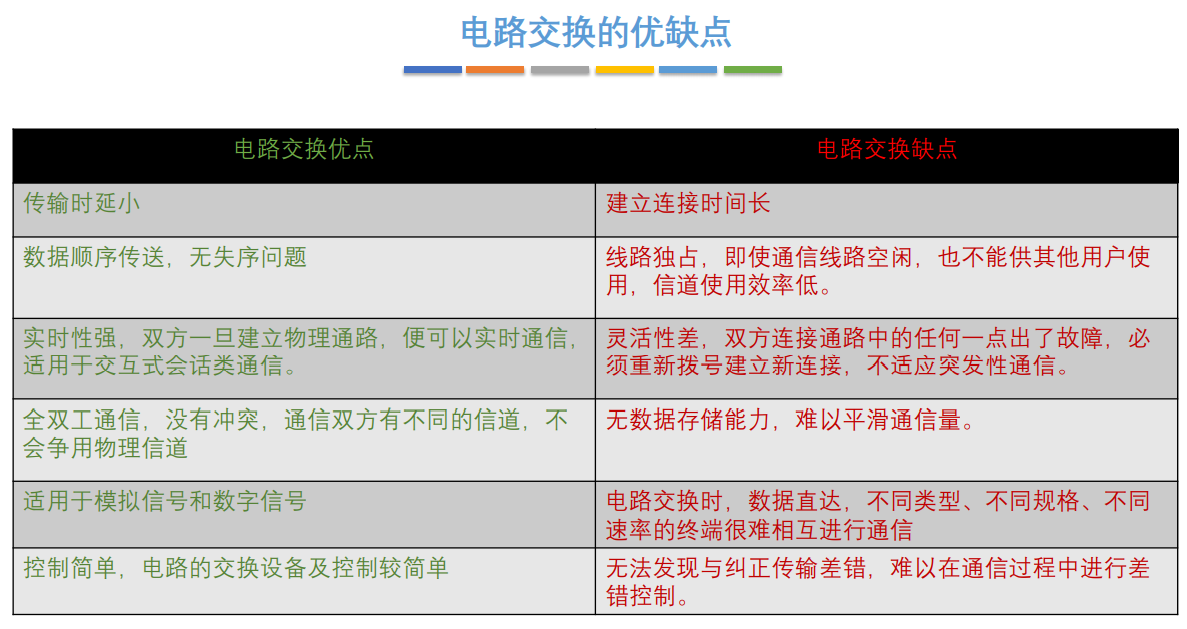 电路交换的优缺点
电路交换优点
电路交换缺点
传输时延小
建立连接时间长
数据顺序传送，无失序问题
线路独占，即使通信线路空闲，也不能供其他用户使
用，信道使用效率低。
实时性强，双方一旦建立物理通路，便可以实时通信，
适用于交互式会话类通信。
灵活性差，双方连接通路中的任何一点出了故障，必
须重新拨号建立新连接，不适应突发性通信。
全双工通信，没有冲突，通信双方有不同的信道，不
会争用物理信道
无数据存储能力，难以平滑通信量。
适用于模拟信号和数字信号
电路交换时，数据直达，不同类型、不同规格、不同
速率的终端很难相互进行通信
控制简单，电路的交换设备及控制较简单
无法发现与纠正传输差错，难以在通信过程中进行差
错控制。